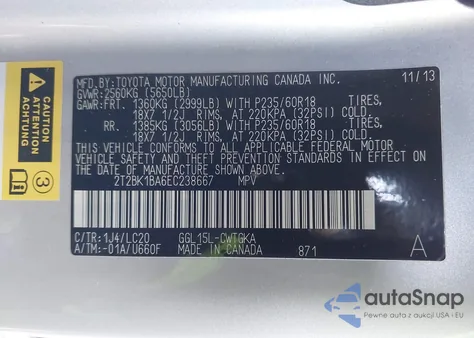 MFD.BY:TOYOTA MOTOR MANUFACTURING CANADA INC. 11/13
GVWR: 2560KG (5650LB)
GAWR:FRT. 1360KG (2999LB) WITH P235/60R18 TIRES,
18X7 1/2J RIMS, AT 220KPA (32PSI) COLD.
RR. 1385KG (3056LB) WITH P235/60R18 TIRES,
18X7 1/2J RIMS, AT 220KPA (32PSI) COLD.
THIS VEHICLE CONFORMS TO ALL APPLICABLE FEDERAL MOTOR
VEHICLE SAFETY AND THEFT PREVENTION STANDARDS IN EFFECT ON
THE DATE OF MANUFACTURE SHOWN ABOVE.
2T2BK1BA6EC238667 MPV
C/TR: 1J4/LC20 GGL15L-CWTGKA
A/TM:-01A/U660F MADE IN CANADA 871 A
CAUTION
3
autoSnap
Pewne auta z aukcji USA i EU